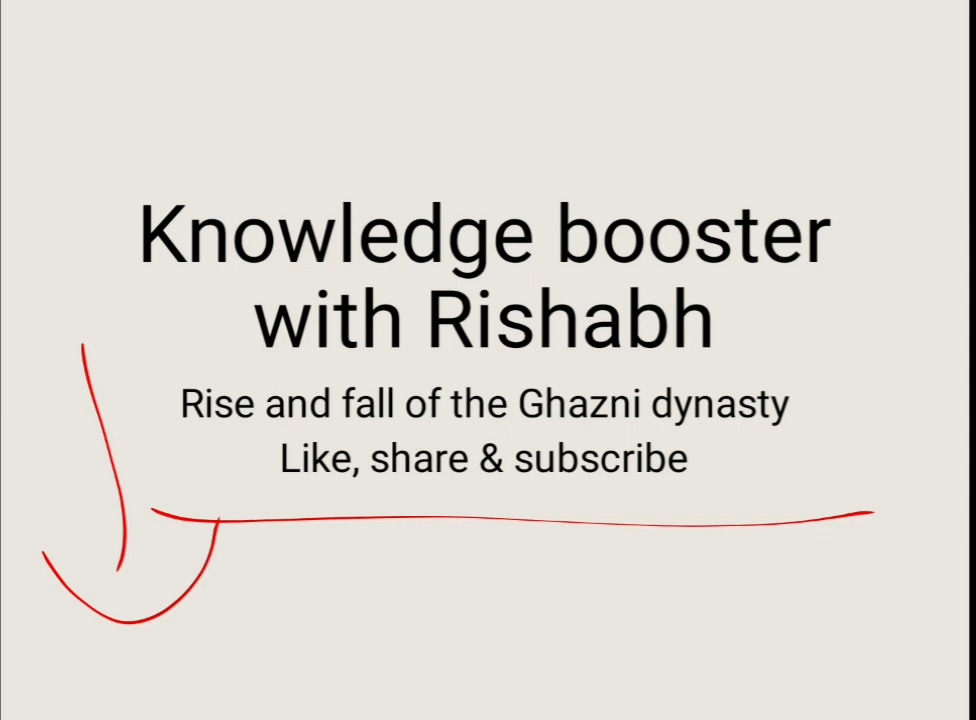 Knowledge booster
with Rishabh
Rise and fall of the Ghazni dynasty
Like, share & subscribe